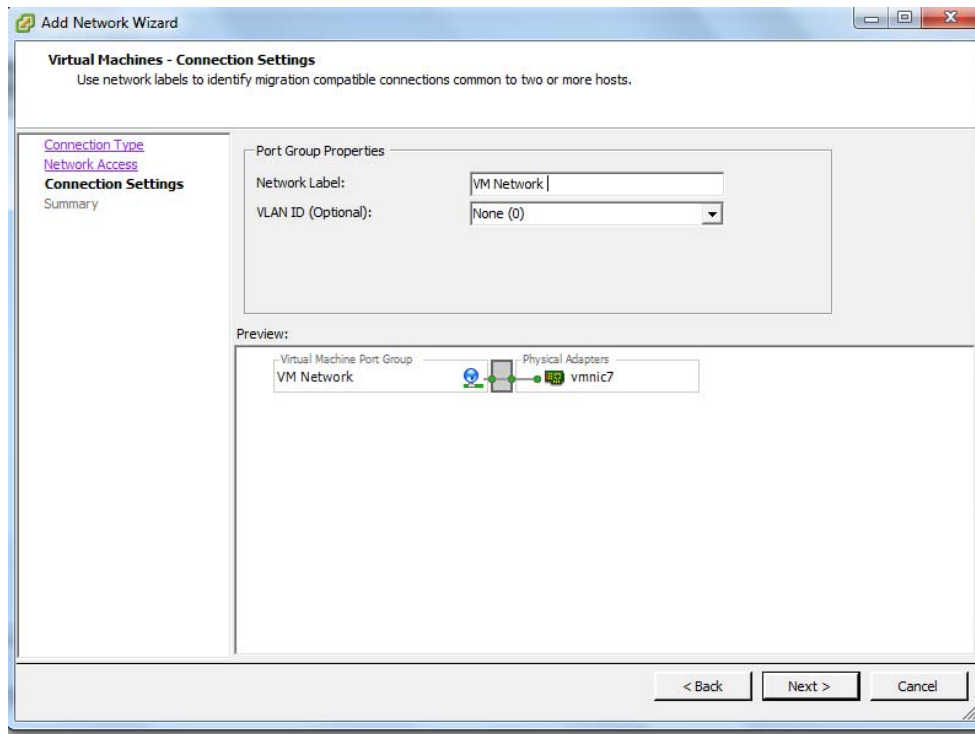 Add Network Wizard
Virtual Machines - Connection Settings
Use network labels to identify migration compatible connections common to two or more hosts.
Connection Type
Network Access
Connection Settings
Summary
Port Group Properties
Network Label:
VM Network
VLAN ID (Optional):
None (0)
Preview:
Virtual Machine Port Group
VM Network
Physical Adapters
vmnic7
< Back
Next >
Cancel